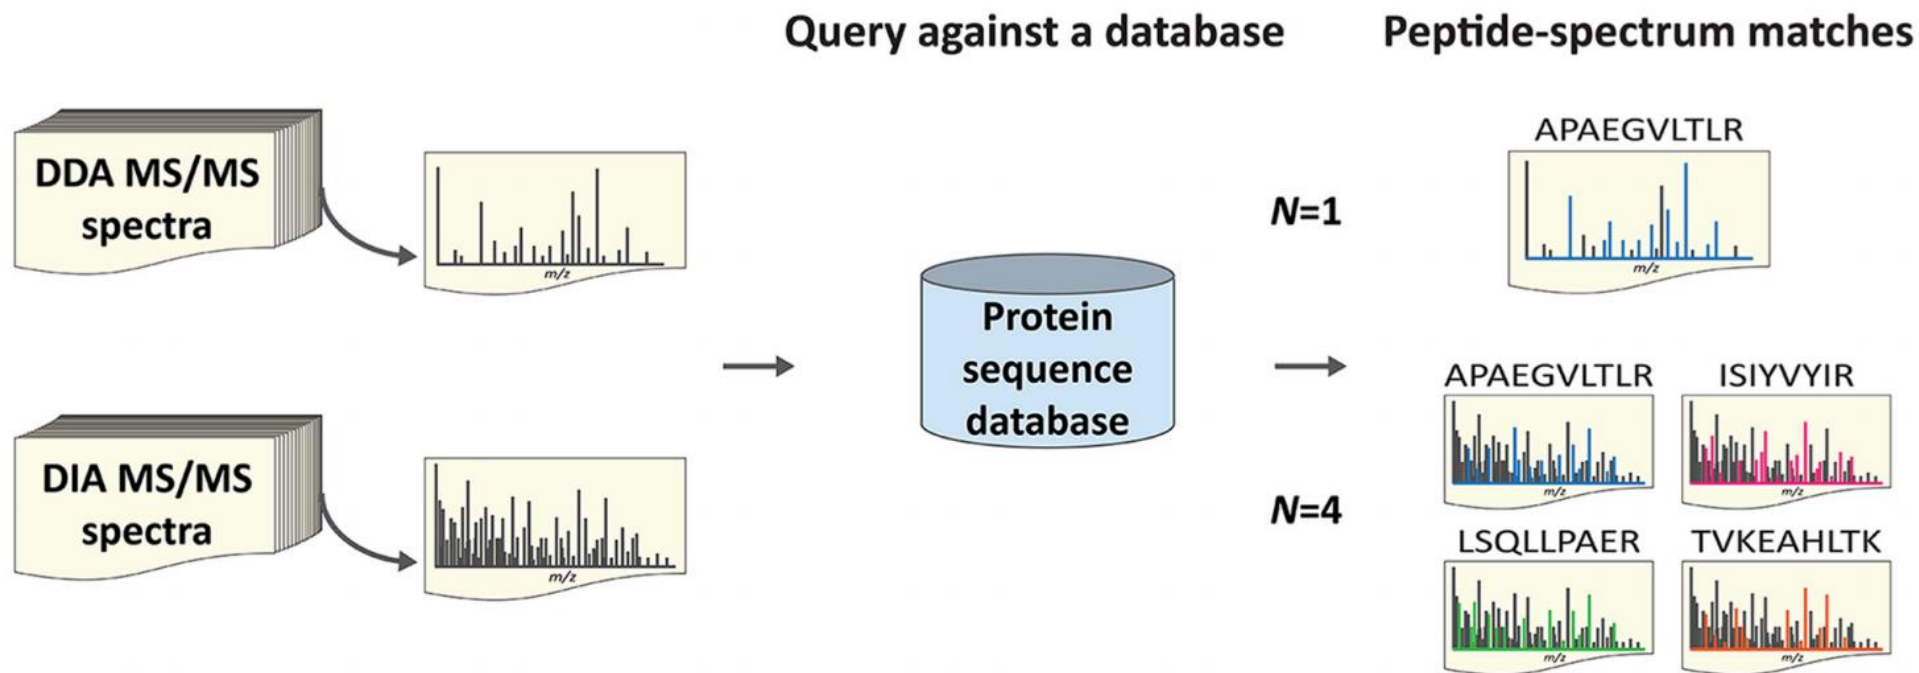 Query against a database
Peptide-spectrum matches
DDA MS/MS
spectra
m/z
N=1
APAEGVLTLR
m/z
Protein
sequence
database
DIA MS/MS
spectra
m/z
N=4
APAEGVLTLR
ISIYVYIR
m/z
m/z
LSQLLPAER
TVKEAHLTK
m/z
m/z